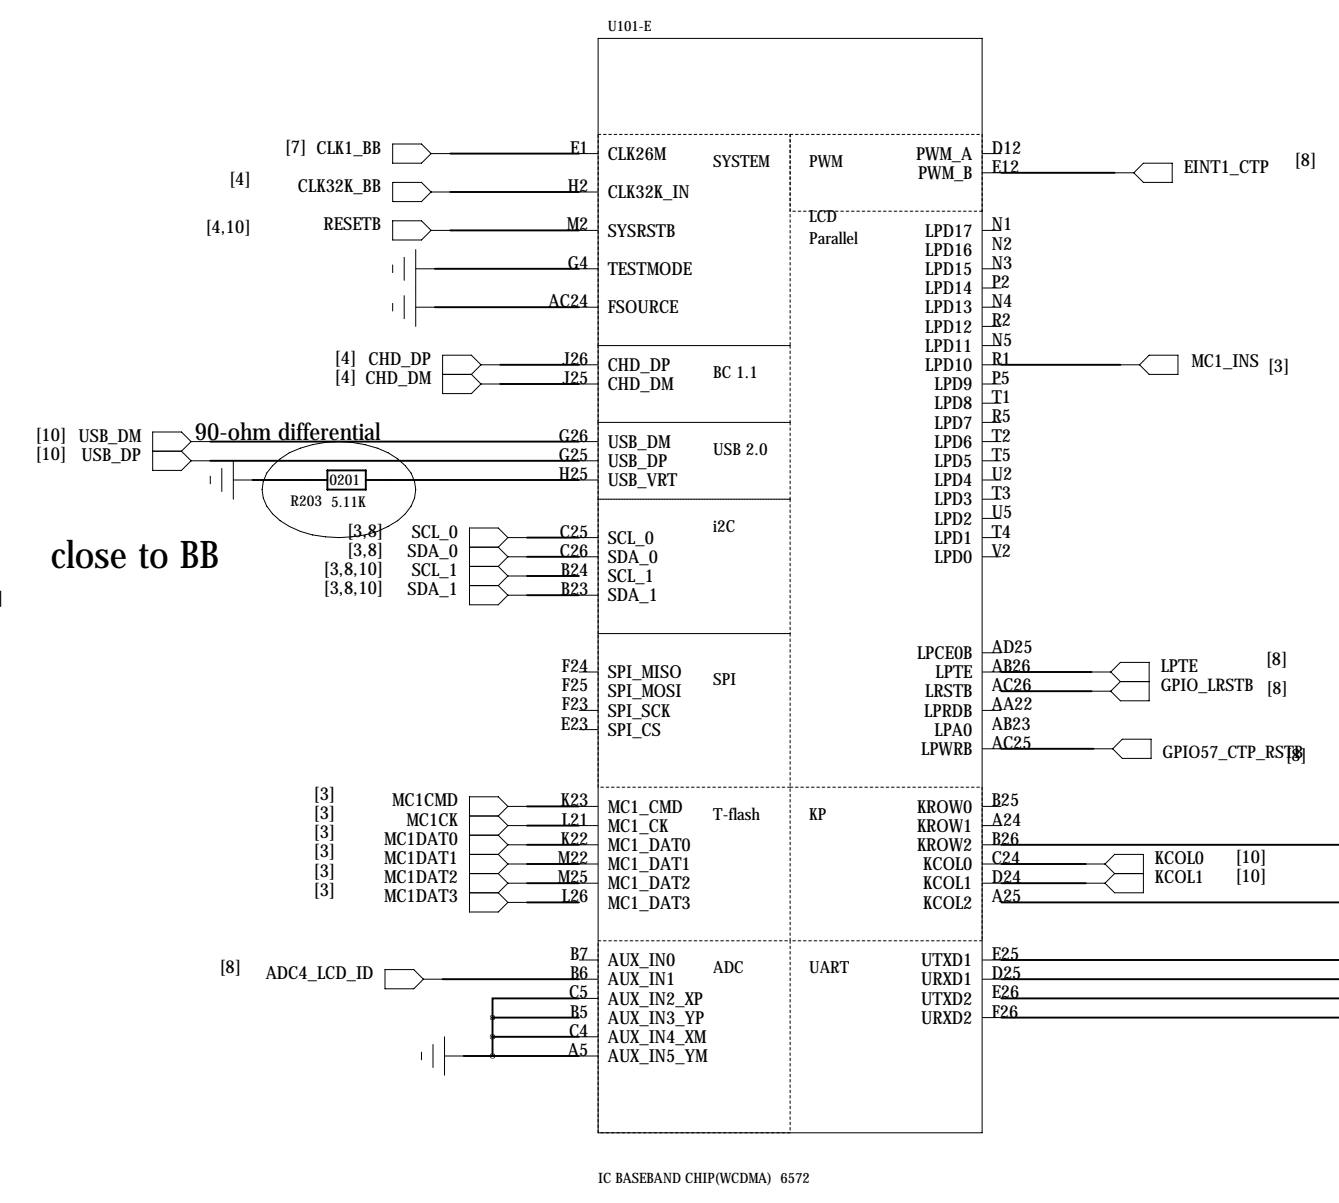 U101-E
[7] CLK1_BB E1 CLK26M SYSTEM PWM PWM_A D12
PWM_B E12 EINT1_CTP [8]
[4] CLK32K_BB H2 CLK32K_IN
LCD
Parallel
[4,10] RESETB M2 SYSRSTB LPD17 N1
LPD16 N2
G4 TESTMODE LPD15 N3
LPD14 P2
AC24 FSOURCE LPD13 N4
LPD12 R2
LPD11 N5
[4] CHD_DP J26 CHD_DP BC 1.1 LPD10 R1 MC1_INS [3]
[4] CHD_DM J25 CHD_DM LPD9 P5
LPD8 T1
LPD7 R5
[10] USB_DM 90-ohm differential G26 USB_DM USB 2.0 LPD6 T2
[10] USB_DP G25 USB_DP LPD5 T5
0201 H25 USB_VRT LPD4 U2
R203 5.11K LPD3 T3
LPD2 U5
[3,8] SCL_0 C25 SCL_0 i2C LPD1 T4
close to BB
[3,8] SDA_0 C26 SDA_0 LPD0 V2
[3,8,10] SCL_1 B24 SCL_1
[3,8,10] SDA_1 B23 SDA_1
]
LPCE0B AD25
F24 SPI_MISO SPI LPTE AB26 LPTE [8]
F25 SPI_MOSI LRSTB AC26 GPIO_LRSTB [8]
F23 SPI_SCK LPRDB AA22
E23 SPI_CS LPA0 AB23
LPWRB AC25 GPIO57_CTP_RSTB [8]
[3] MC1CMD K23 MC1_CMD T-flash KP KROW0 B25
[3] MC1CK L21 MC1_CK KROW1 A24
[3] MC1DAT0 K22 MC1_DAT0 KROW2 B26
[3] MC1DAT1 M22 MC1_DAT1 KCOL0 C24 KCOL0 [10]
[3] MC1DAT2 M25 MC1_DAT2 KCOL1 D24 KCOL1 [10]
[3] MC1DAT3 L26 MC1_DAT3 KCOL2 A25
B7 AUX_IN0 ADC UART UTXD1 E25
[8] ADC4_LCD_ID B6 AUX_IN1 URXD1 D25
C5 AUX_IN2_XP UTXD2 E26
B5 AUX_IN3_YP URXD2 F26
C4 AUX_IN4_XM
A5 AUX_IN5_YM
IC BASEBAND CHIP(WCDMA) 6572